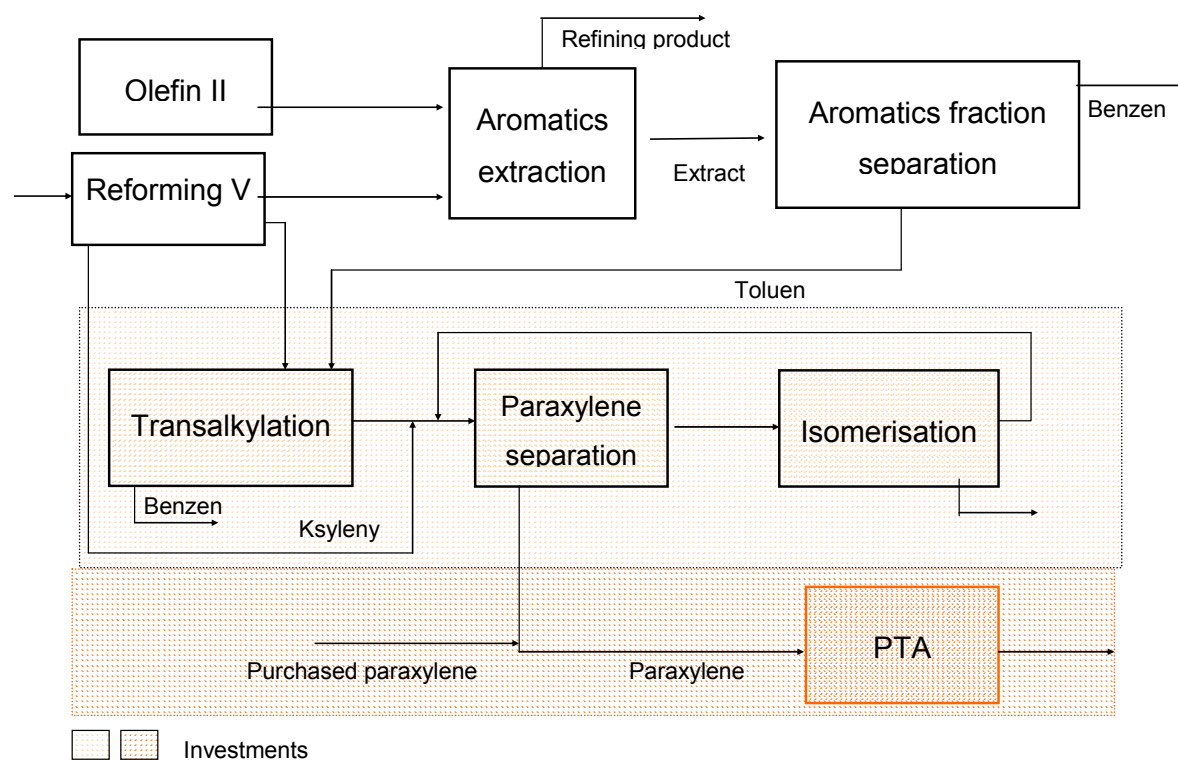 Refining product
Olefin II
Aromatics
extraction
Aromatics fraction
separation
Benzen
Extract
Reforming V
Toluen
Transalkylation
Paraxylene
separation
Isomerisation
Benzen
Ksyleny
Purchased paraxylene
Paraxylene
PTA
Investments